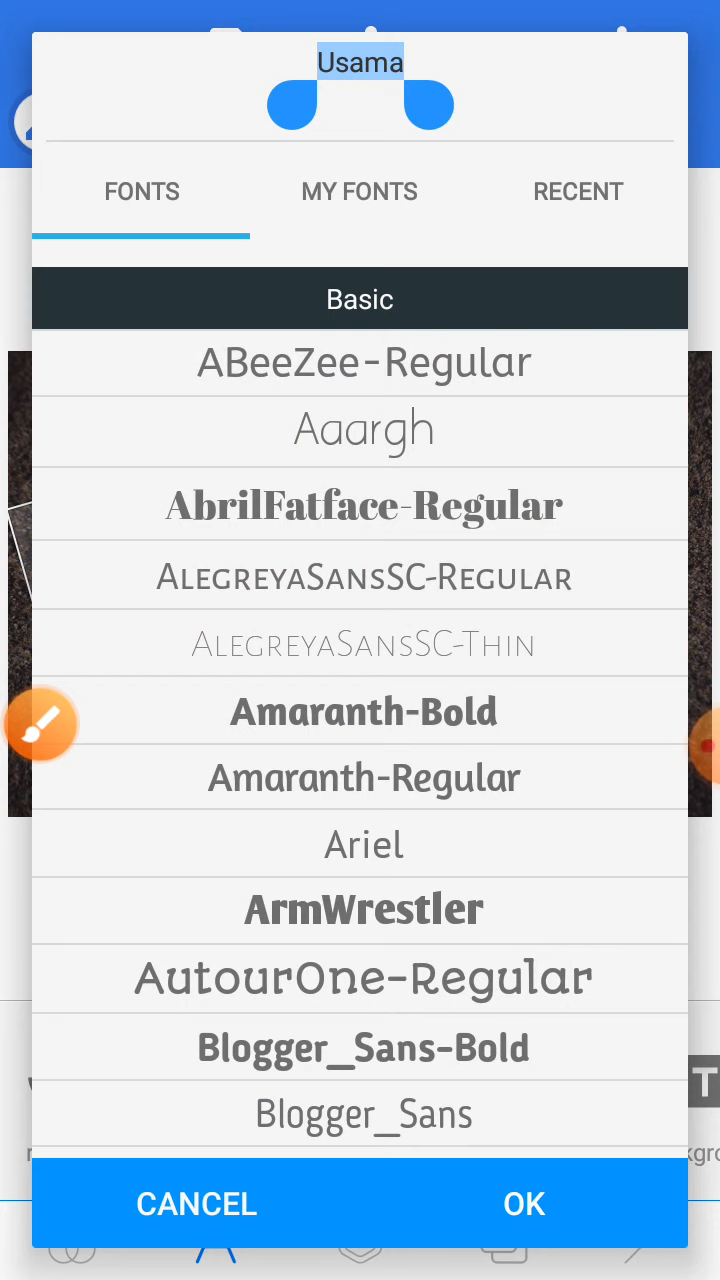 Usama
FONTS
MY FONTS
RECENT
Basic
ABeeZee-Regular
Aaargh
AbrilFatface-Regular
AlegreyaSansSC-Regular
AlegreyaSansSC-Thin
Amaranth-Bold
Amaranth-Regular
Ariel
ArmWrestler
AutourOne-Regular
Blogger_Sans-Bold
Blogger_Sans
CANCEL
OK